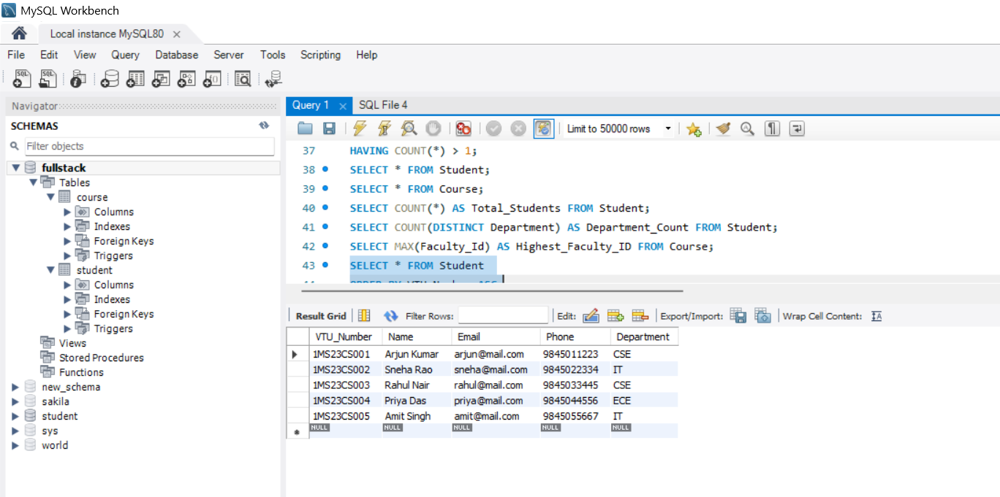 MySQL Workbench
Local instance MySQL80
File Edit View Query Database Server Tools Scripting Help
Navigator
SCHEMAS
Filter objects
fullstack
Tables
course
Columns
Indexes
Foreign Keys
Triggers
student
Columns
Indexes
Foreign Keys
Triggers
Views
Stored Procedures
Functions
new_schema
sakila
student
sys
world
Query 1 SQL File 4
Limit to 50000 rows
37 HAVING COUNT(*) > 1;
38 SELECT * FROM Student;
39 SELECT * FROM Course;
40 SELECT COUNT(*) AS Total_Students FROM Student;
41 SELECT COUNT(DISTINCT Department) AS Department_Count FROM Student;
42 SELECT MAX(Faculty_Id) AS Highest_Faculty_ID FROM Course;
43 SELECT * FROM Student
Result Grid Filter Rows: Edit: Export/Import: Wrap Cell Content:
VTU_Number Name Email Phone Department
1MS23CS001 Arjun Kumar arjun@mail.com 9845011223 CSE
1MS23CS002 Sneha Rao sneha@mail.com 9845022334 IT
1MS23CS003 Rahul Nair rahul@mail.com 9845033445 CSE
1MS23CS004 Priya Das priya@mail.com 9845044556 ECE
1MS23CS005 Amit Singh amit@mail.com 9845055667 IT
NULL NULL NULL NULL NULL